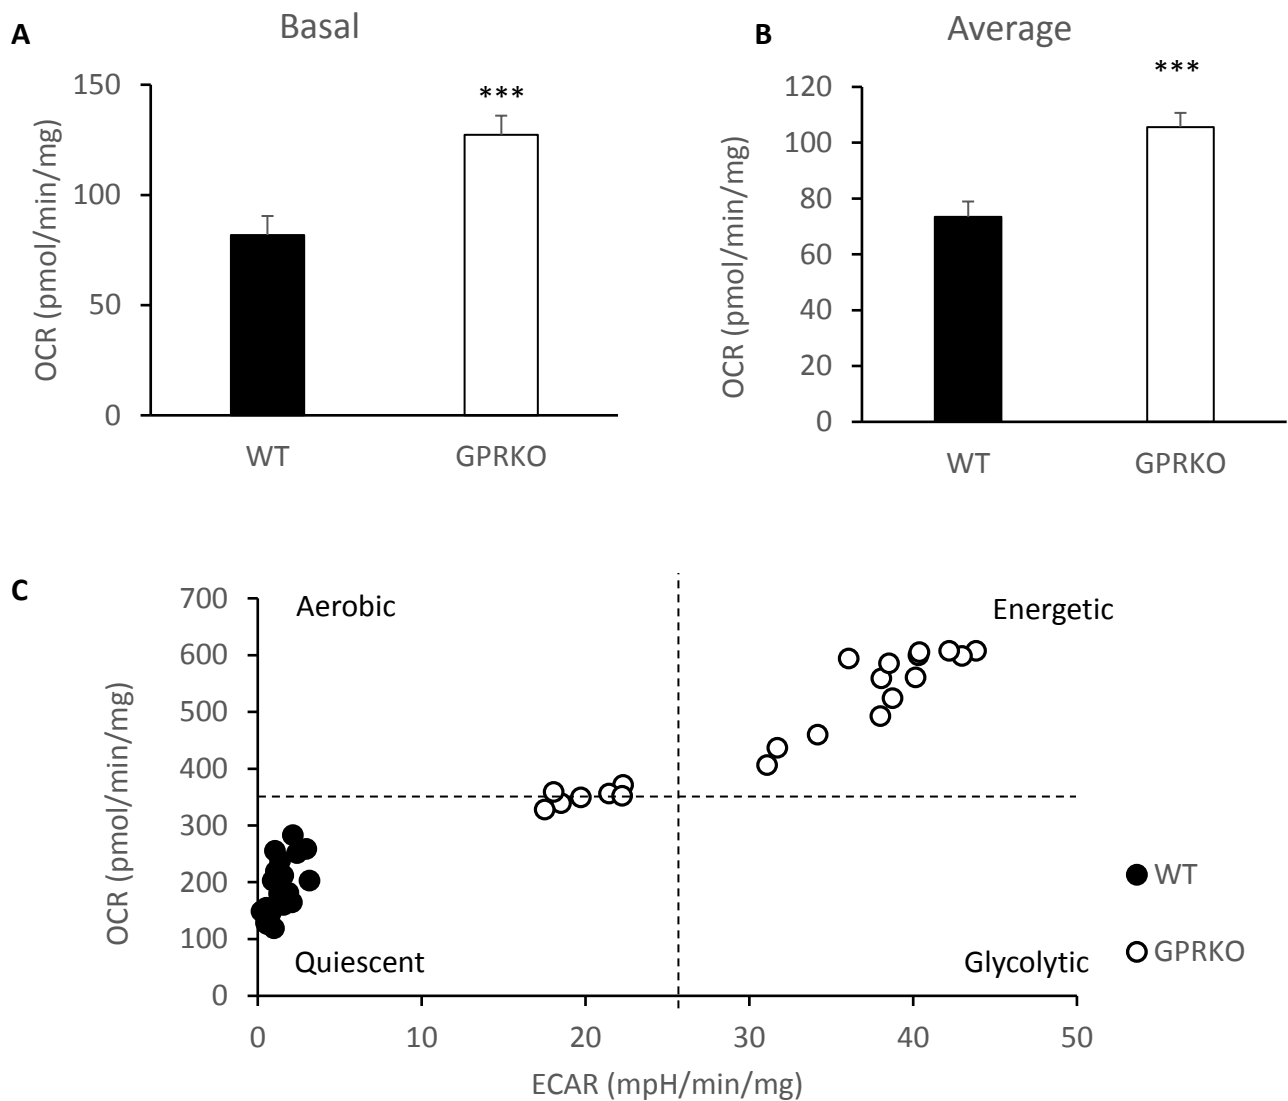 A
Basal
OCR (pmol/min/mg)
150
100
50
0
***
WT
GPRKO
B
Average
OCR (pmol/min/mg)
120
100
80
60
40
20
0
***
WT
GPRKO
C
OCR (pmol/min/mg)
700
600
500
400
300
200
100
0
Aerobic
Energetic
Quiescent
Glycolytic
WT
GPRKO
0 10 20 30 40 50
ECAR (mpH/min/mg)